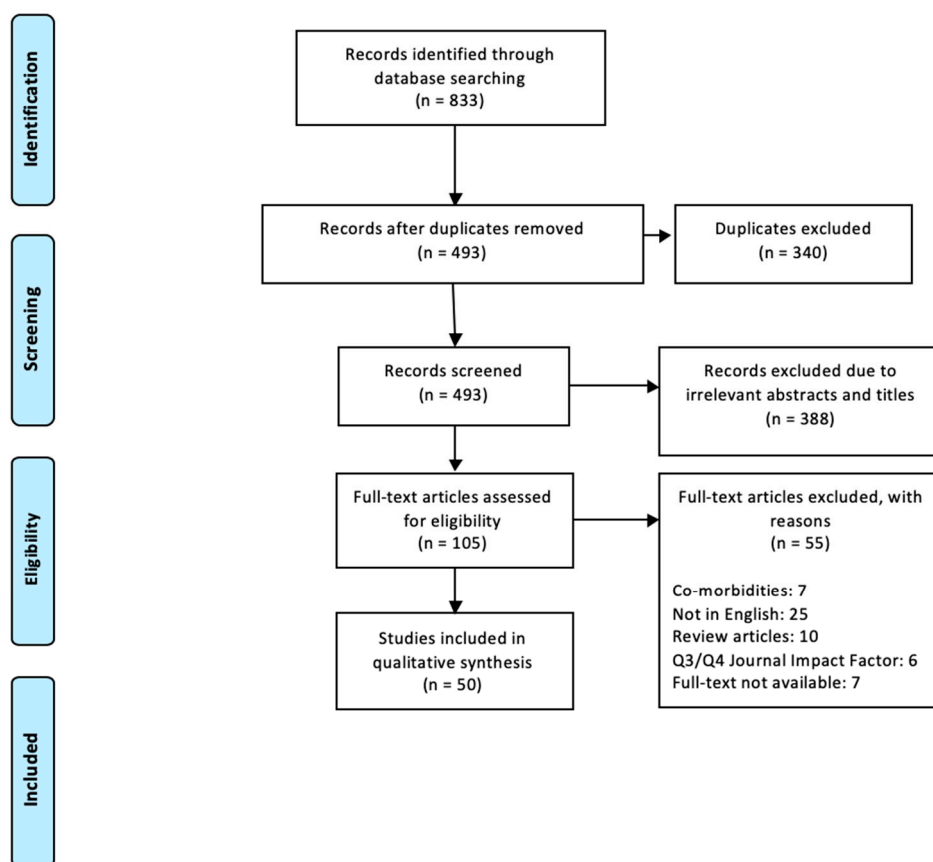 Identification
Records identified through
database searching
(n = 833)
Records after duplicates removed
(n = 493)
Duplicates excluded
(n = 340)
Screening
Records screened
(n = 493)
Records excluded due to
irrelevant abstracts and titles
(n = 388)
Eligibility
Full-text articles assessed
for eligibility
(n = 105)
Full-text articles excluded, with
reasons
(n = 55)
Co-morbidities: 7
Not in English: 25
Review articles: 10
Q3/Q4 Journal Impact Factor: 6
Full-text not available: 7
Studies included in
qualitative synthesis
(n = 50)
Included